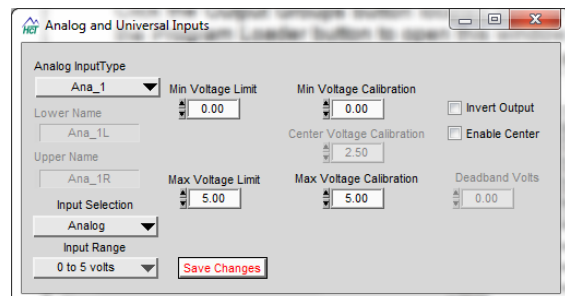 HCT Analog and Universal Inputs
Analog InputType
Ana_1
Lower Name
Ana_1L
Upper Name
Ana_1R
Input Selection
Analog
Input Range
0 to 5 volts
Min Voltage Limit
0.00
Max Voltage Limit
5.00
Save Changes
Min Voltage Calibration
0.00
Center Voltage Calibration
2.50
Max Voltage Calibration
5.00
Invert Output
Enable Center
Deadband Volts
0.00